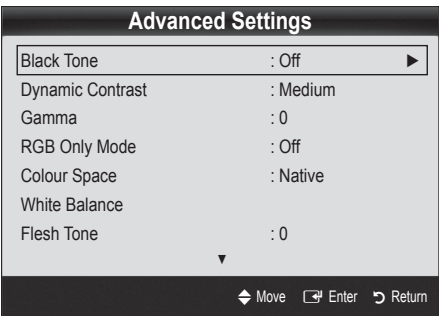 Advanced Settings
Black Tone : Off ►
Dynamic Contrast : Medium
Gamma : 0
RGB Only Mode : Off
Colour Space : Native
White Balance
Flesh Tone : 0
▼
Move Enter Return